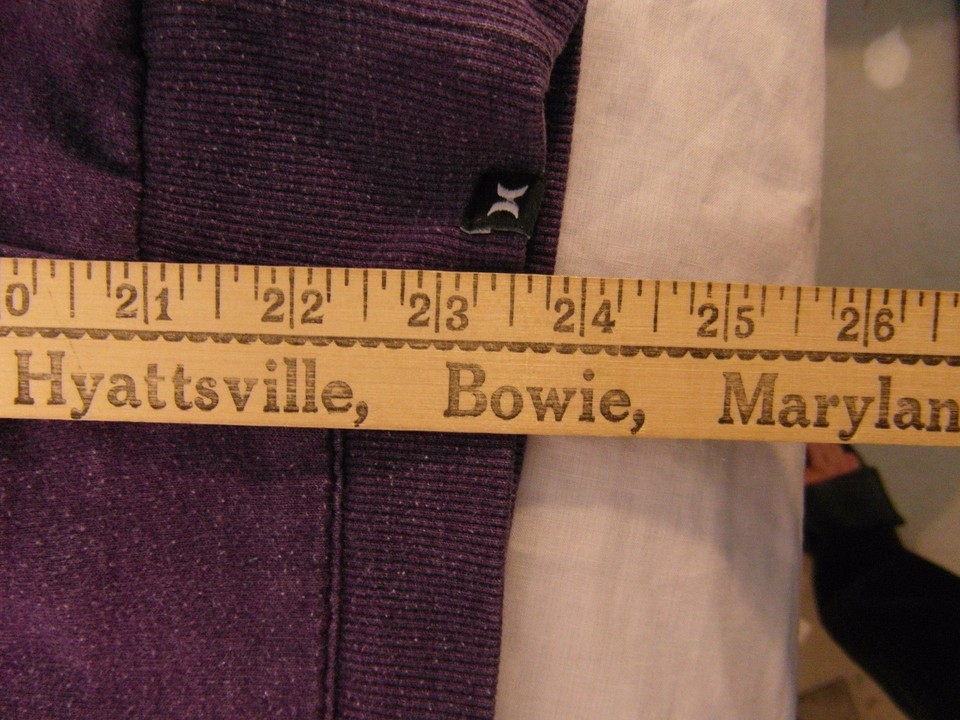 0 21 22 23 24 25 26
Hyattsville, Bowie, Marylan